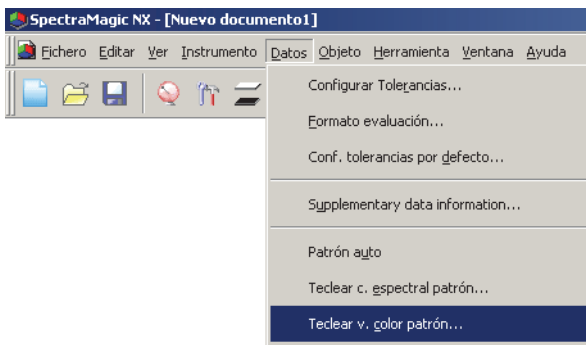 SpectraMagic NX - [Nuevo documento1]
Fichero Editar Ver Instrumento Datos Objeto Herramienta Ventana Ayuda
Configurar Tolerancias...
Formato evaluación...
Conf. tolerancias por defecto...
Supplementary data information...
Patrón auto
Teclear c. espectral patrón...
Teclear v. color patrón...